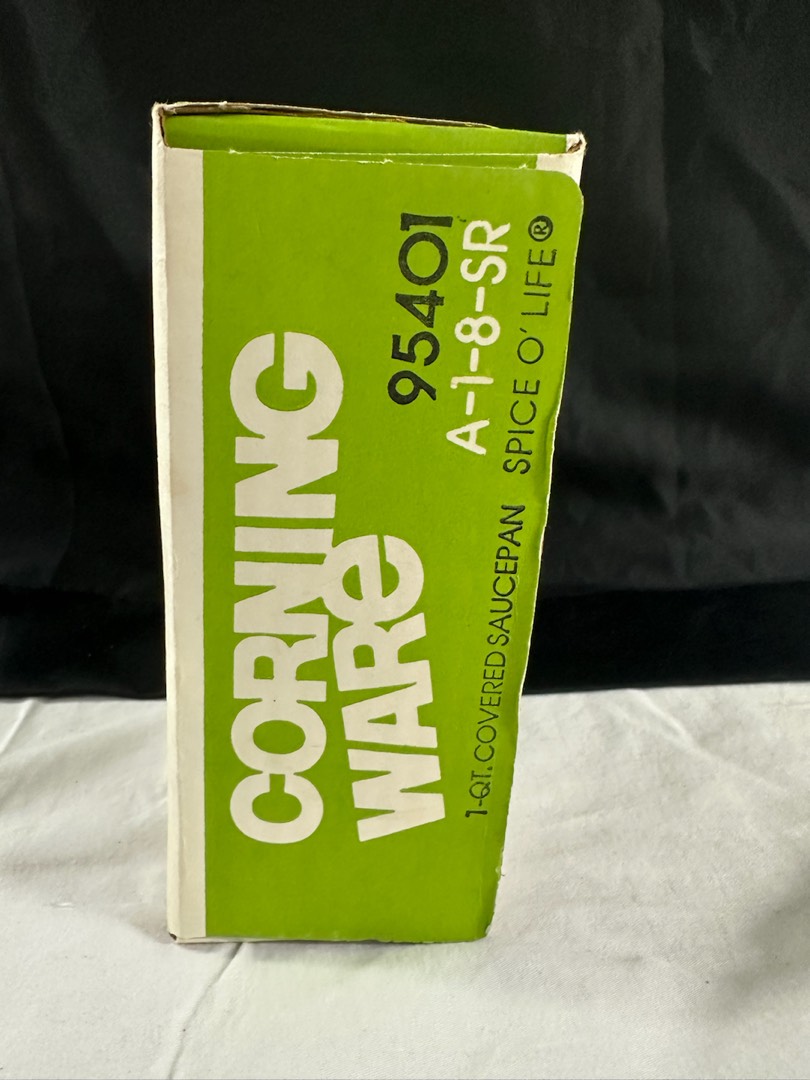 CORNING
WARe
95401
A-1-8-SR
1-QT. COVERED SAUCEPAN SPICE O' LIFE®